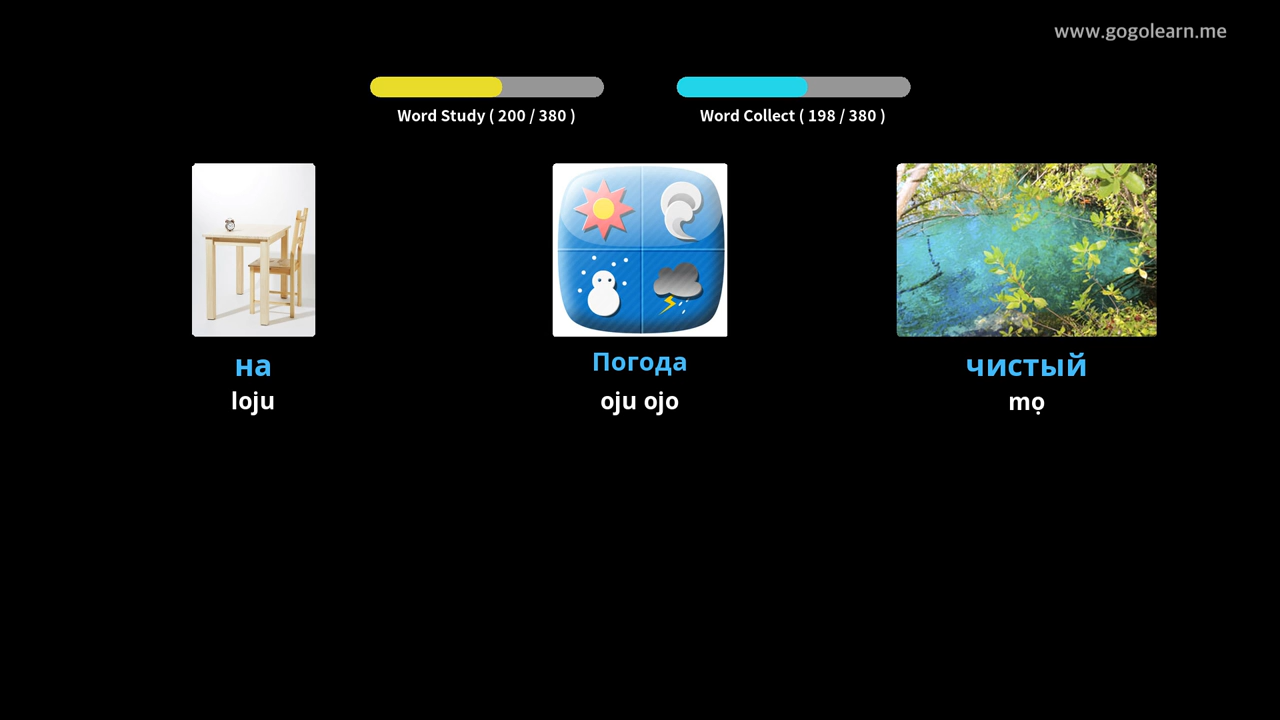 www.gogolearn.me
Word Study ( 200 / 380 )
Word Collect ( 198 / 380 )
на
Погода
чистый
loju
oju ojo
mọ